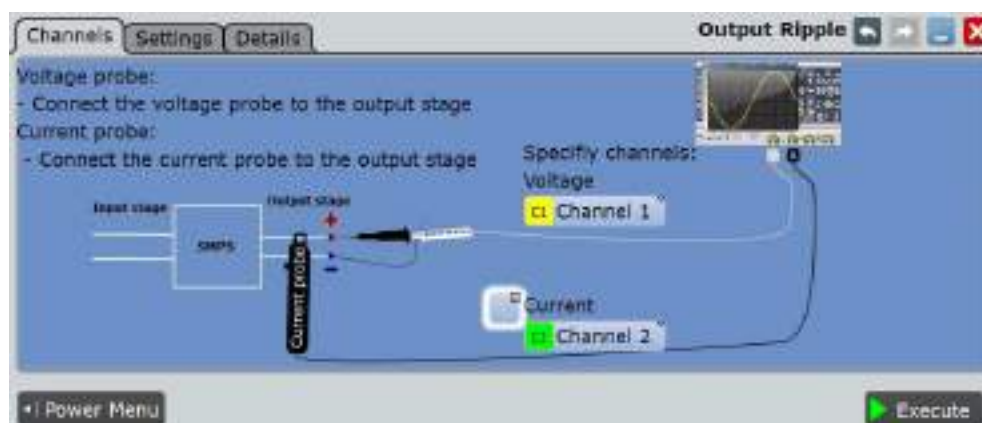 Channels Settings Details Output Ripple
Voltage probe:
- Connect the voltage probe to the output stage
Current probe:
- Connect the current probe to the output stage
Specifiy channels:
Voltage
C1 Channel 1
Input stage
Output stage
+
SMPS
-
Current probe
Current
Channel 2
Power Menu
Execute